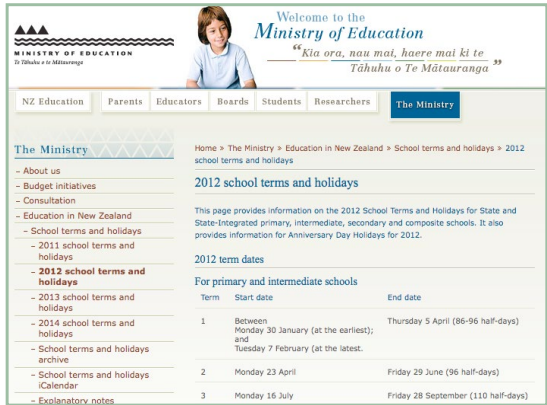 MINISTRY OF EDUCATION
Te Tāhuhu o te Mātauranga
Welcome to the
Ministry of Education
“Kia ora, nau mai, haere mai ki te
Tāhuhu o Te Mātauranga ”
NZ Education
Parents
Educators
Boards
Students
Researchers
The Ministry
The Ministry
– About us
– Budget initiatives
– Consultation
– Education in New Zealand
– School terms and holidays
– 2011 school terms and
holidays
– 2012 school terms and
holidays
– 2013 school terms and
holidays
– 2014 school terms and
holidays
– School terms and holidays
archive
– School terms and holidays
iCalendar
– Explanatory notes
Home » The Ministry » Education in New Zealand » School terms and holidays » 2012
school terms and holidays
2012 school terms and holidays
This page provides information on the 2012 School Terms and Holidays for State and
State-Integrated primary, intermediate, secondary and composite schools. It also
provides information for Anniversary Day Holidays for 2012.
2012 term dates
For primary and intermediate schools
Term Start date End date
1 Between Thursday 5 April (86-96 half-days)
Monday 30 January (at the earliest);
and
Tuesday 7 February (at the latest.
2 Monday 23 April Friday 29 June (96 half-days)
3 Monday 16 July Friday 28 September (110 half-days)